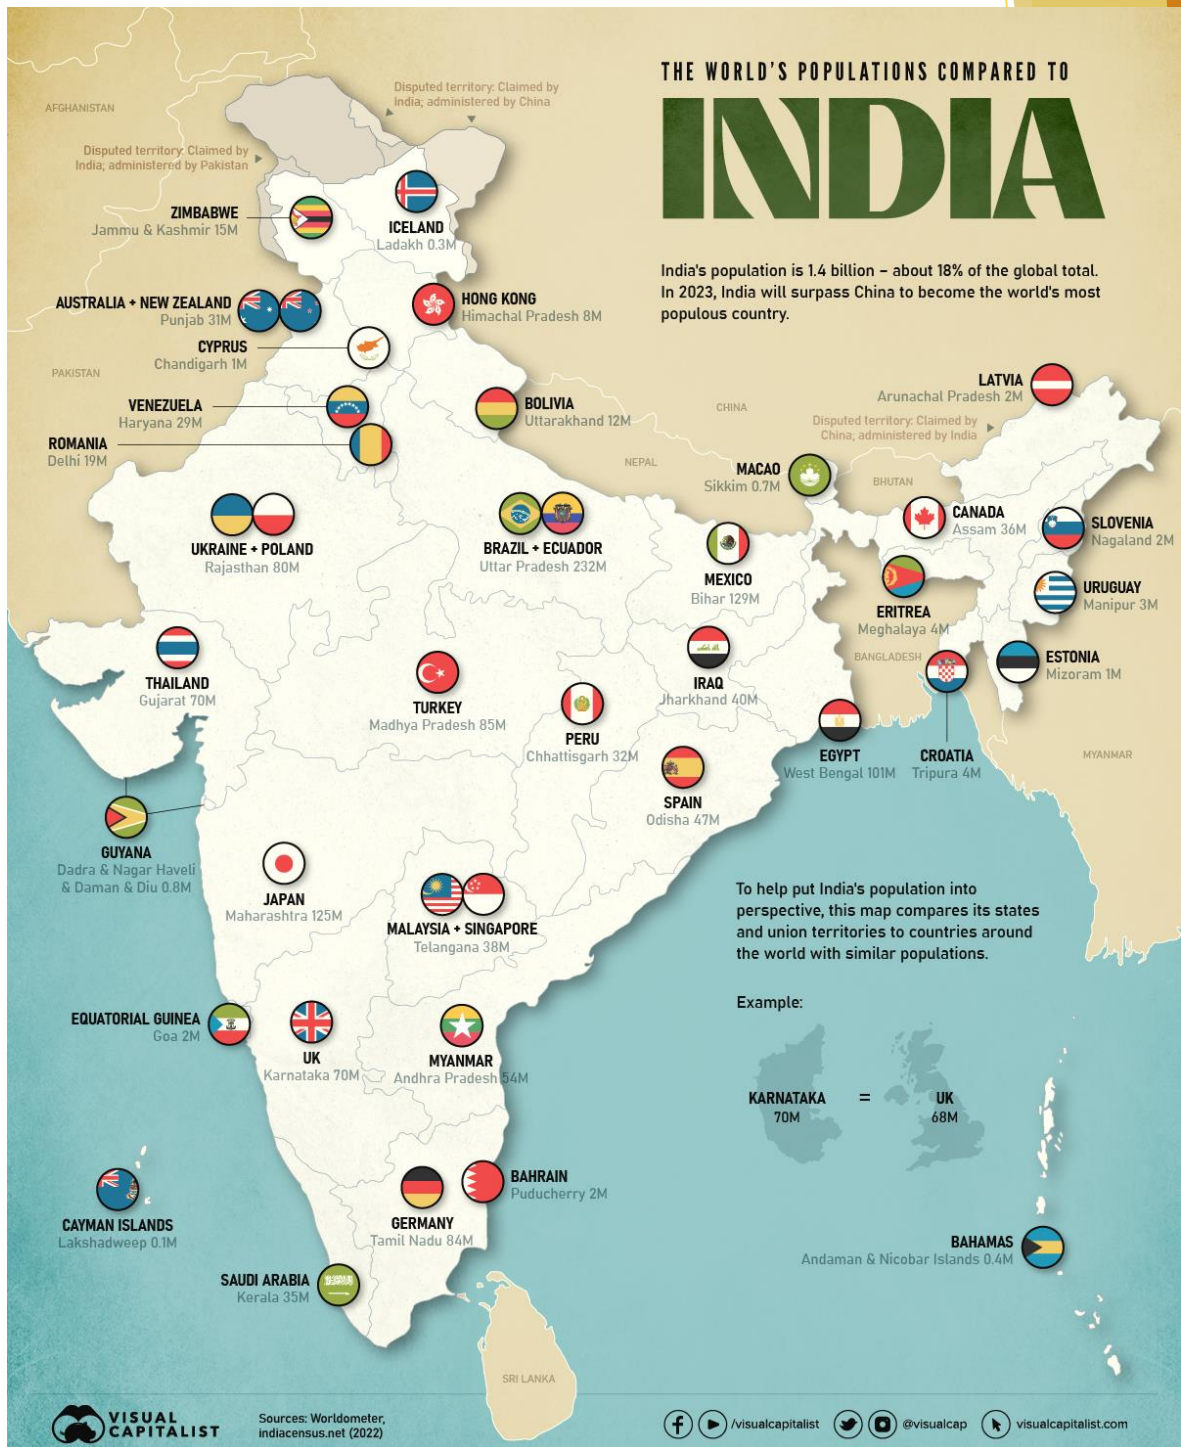 THE WORLD'S POPULATIONS COMPARED TO
INDIA
India's population is 1.4 billion – about 18% of the global total.
In 2023, India will surpass China to become the world's most
populous country.
AFGHANISTAN
Disputed territory: Claimed by
India; administered by China
Disputed territory: Claimed by
India; administered by Pakistan
ZIMBABWE
Jammu & Kashmir 15M
ICELAND
Ladakh 0.3M
AUSTRALIA + NEW ZEALAND
Punjab 31M
HONG KONG
Himachal Pradesh 8M
CYPRUS
Chandigarh 1M
PAKISTAN
VENEZUELA
Haryana 29M
BOLIVIA
Uttarakhand 12M
ROMANIA
Delhi 19M
CHINA
LATVIA
Arunachal Pradesh 2M
Disputed territory: Claimed by
China; administered by India
NEPAL
MACAO
Sikkim 0.7M
BHUTAN
CANADA
Assam 36M
SLOVENIA
Nagaland 2M
UKRAINE + POLAND
Rajasthan 80M
BRAZIL + ECUADOR
Uttar Pradesh 232M
MEXICO
Bihar 129M
ERITREA
Meghalaya 4M
URUGUAY
Manipur 3M
BANGLADESH
ESTONIA
Mizoram 1M
THAILAND
Gujarat 70M
TURKEY
Madhya Pradesh 85M
PERU
Chhattisgarh 32M
IRAQ
Jharkhand 40M
EGYPT
West Bengal 101M
CROATIA
Tripura 4M
MYANMAR
SPAIN
Odisha 47M
GUYANA
Dadra & Nagar Haveli
& Daman & Diu 0.8M
JAPAN
Maharashtra 125M
MALAYSIA + SINGAPORE
Telangana 38M
To help put India's population into
perspective, this map compares its states
and union territories to countries around
the world with similar populations.
Example:
KARNATAKA
70M
=
UK
68M
EQUATORIAL GUINEA
Goa 2M
UK
Karnataka 70M
MYANMAR
Andhra Pradesh 54M
CAYMAN ISLANDS
Lakshadweep 0.1M
GERMANY
Tamil Nadu 84M
BAHRAIN
Puducherry 2M
BAHAMAS
Andaman & Nicobar Islands 0.4M
SAUDI ARABIA
Kerala 35M
SRI LANKA
VISUAL
CAPITALIST
Sources: Worldometer,
indiacensus.net (2022)
/visualcapitalist
@visualcap
visualcapitalist.com